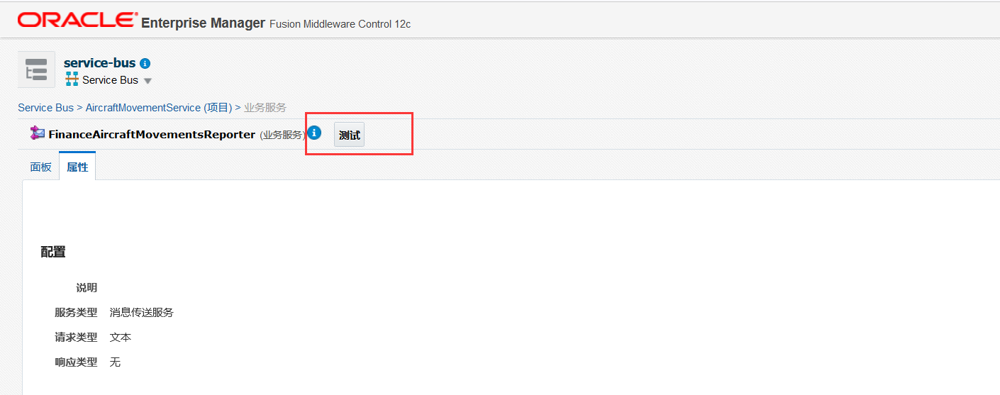 ORACLE Enterprise Manager Fusion Middleware Control 12c
service-bus
Service Bus
Service Bus > AircraftMovementService (项目) > 业务服务
FinanceAircraftMovementsReporter (业务服务) 测试
面板 属性
配置
说明
服务类型 消息传送服务
请求类型 文本
响应类型 无